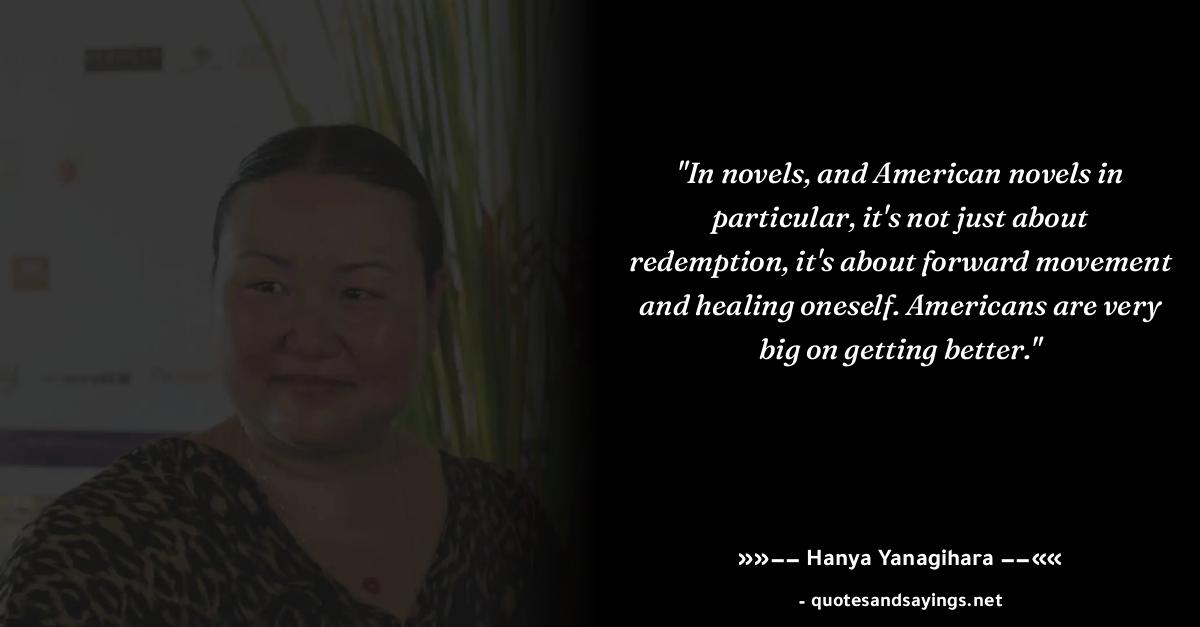 "In novels, and American novels in
particular, it's not just about
redemption, it's about forward movement
and healing oneself. Americans are very
big on getting better."
»»–– Hanya Yanagihara ––««
- quotesandsayings.net